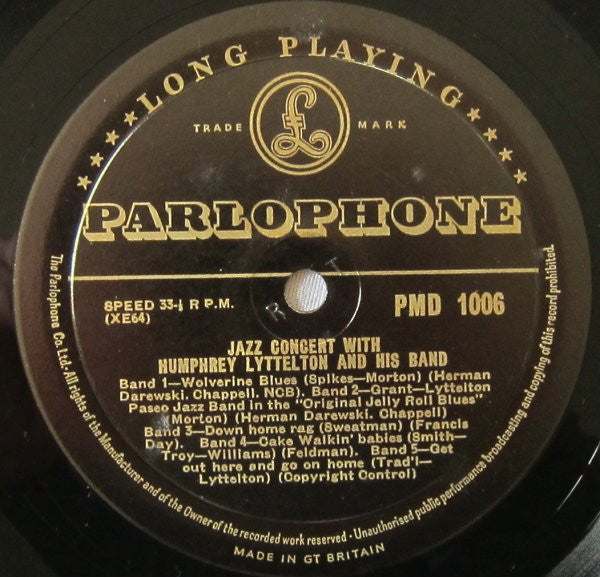 ★★★★LONG PLAYING★★★★
TRADE £ MARK
PARLOPHONE
SPEED 33-⅓ R P.M.
(XE64)
PMD 1006
R T
JAZZ CONCERT WITH
HUMPHREY LYTTELTON AND HIS BAND
Band 1—Wolverine Blues (Spikes—Morton) (Herman
Darewski. Chappell. NCB). Band 2—Grant—Lyttelton
Paseo Jazz Band in the "Original Jelly Roll Blues"
(Morton) (Herman Darewski. Chappell)
Band 3—Down home rag (Sweatman) (Francis
Day). Band 4—Cake Walkin' babies (Smith—
Troy—Williams) (Feldman). Band 5—Get
out here and go on home (Trad'l—
Lyttelton) (Copyright Control)
The Parlophone Co. Ltd·All rights of the Manufacturer and of the Owner of the recorded work reserved · Unauthorised public performance broadcasting and copying of this record prohibited.
MADE IN GT BRITAIN